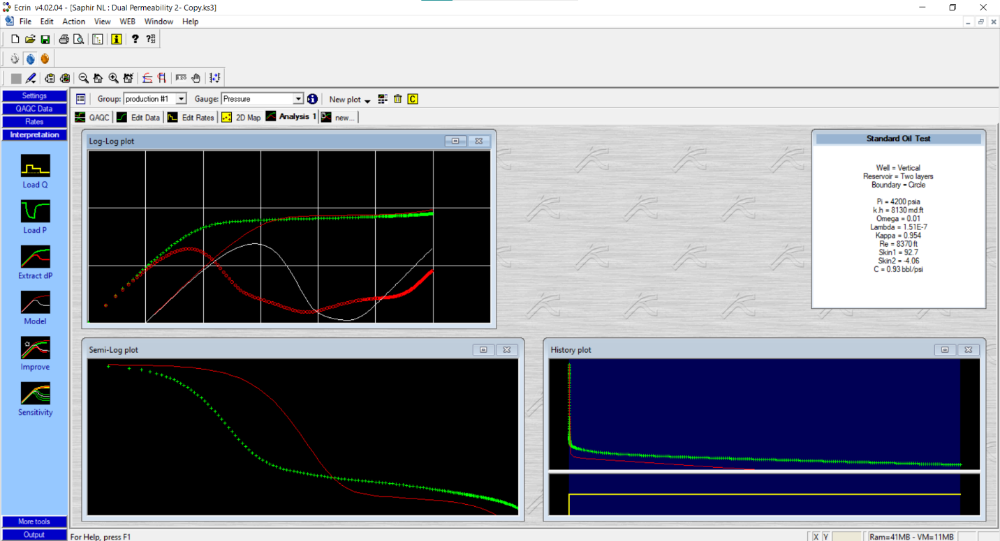 Ecrin v4.02.04 - [Saphir NL : Dual Permeability 2- Copy.ks3]
File Edit Action View WEB Window Help
Settings
QAQC Data
Rates
Interpretation
Load Q
Load P
Extract dP
Model
Improve
Sensitivity
More tools
Output
Group: production #1 Gauge: Pressure New plot
QAQC Edit Data Edit Rates 2D Map Analysis 1 new...
Log-Log plot
Standard Oil Test
Well = Vertical
Reservoir = Two layers
Boundary = Circle
Pi = 4200 psia
k.h = 8130 md.ft
Omega = 0.01
Lambda = 1.51E-7
Kappa = 0.954
Re = 8370 ft
Skin1 = 92.7
Skin2 = -4.06
C = 0.93 bbl/psi
Semi-Log plot
History plot
For Help, press F1
X Y
Ram=41MB - VM=11MB